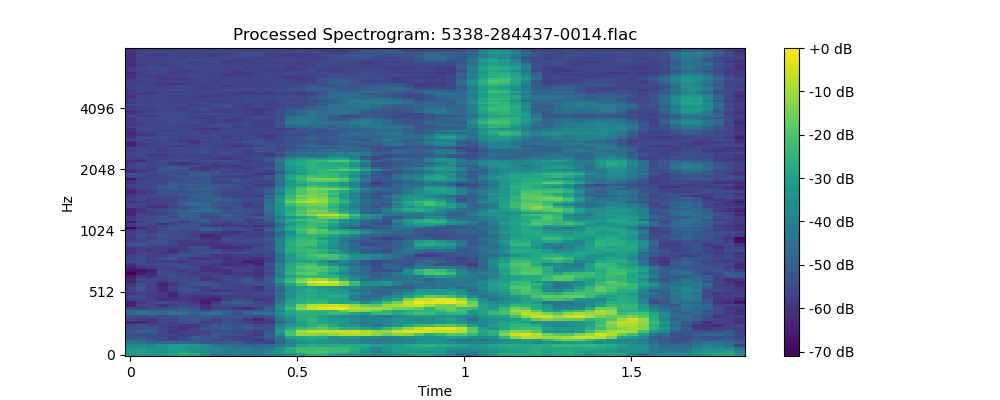 Processed Spectrogram: 5338-284437-0014.flac
+0 dB
-10 dB
-20 dB
-30 dB
-40 dB
-50 dB
-60 dB
-70 dB
4096
2048
1024
512
0
Hz
0
0.5
1
1.5
Time